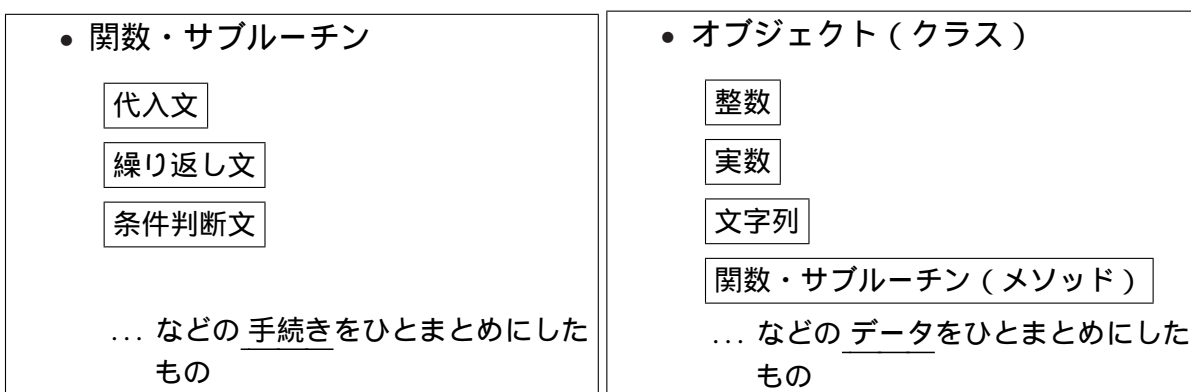 • 関数・サブルーチン
代入文
繰り返し文
条件判断文
... などの 手続きをひとまとめにした
もの
• オブジェクト(クラス)
整数
実数
文字列
関数・サブルーチン(メソッド)
... などの データをひとまとめにした
もの